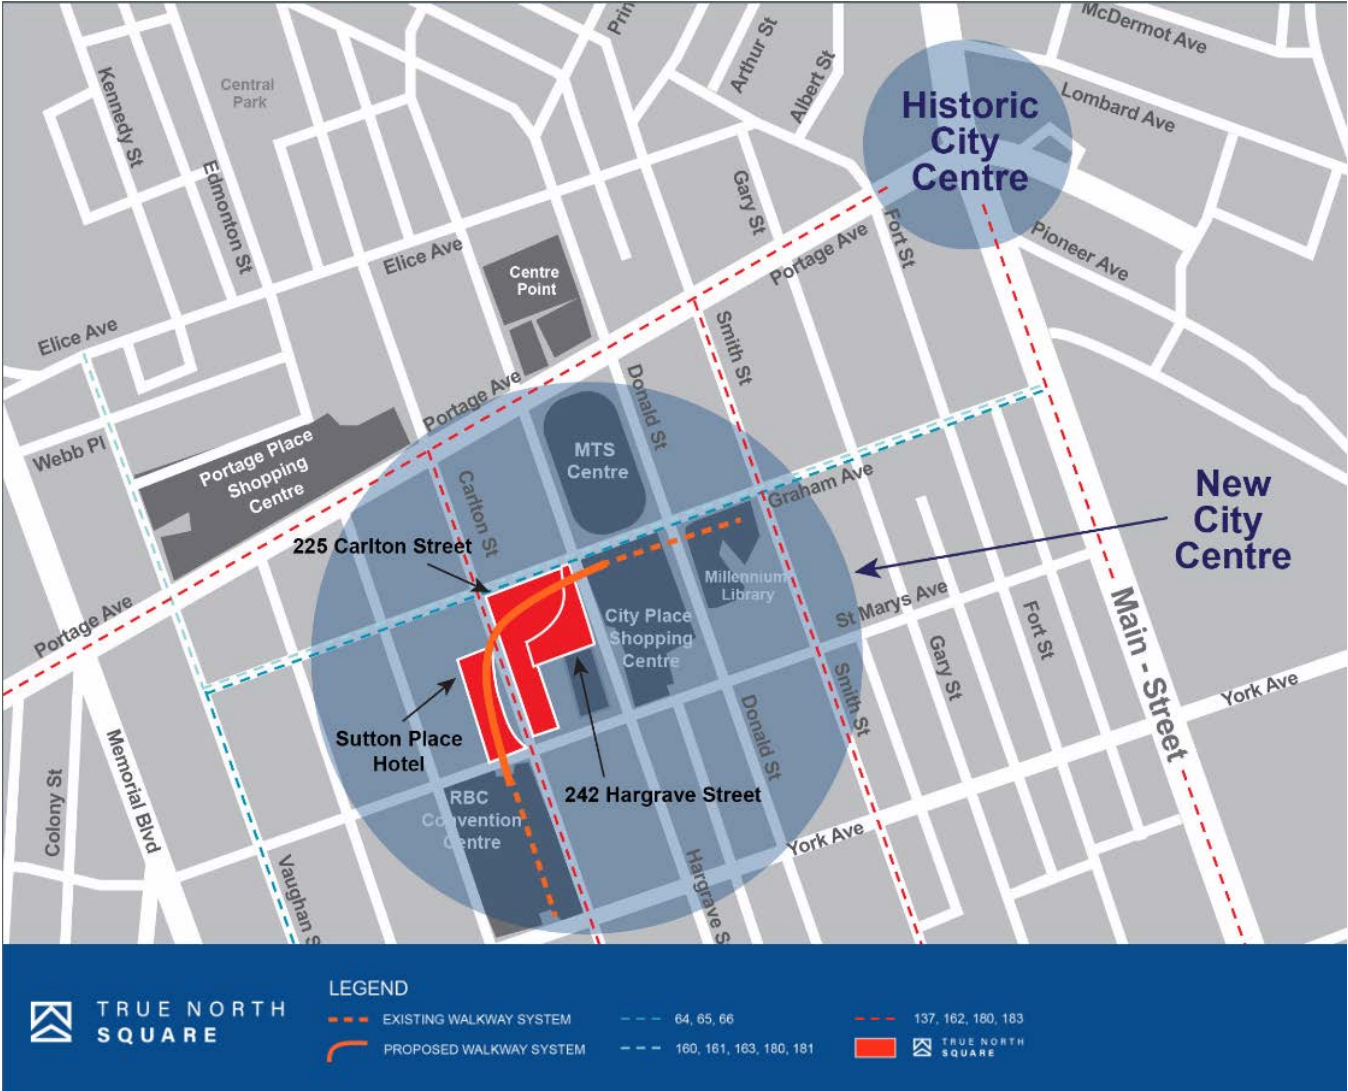 McDermot Ave
Prin
Arthur St
Albert St
Kennedy St
Central
Park
Lombard Ave
Historic
City
Centre
Edmonton St
Gary St
Fort St
Pioneer Ave
Elice Ave
Portage Ave
Centre
Point
Elice Ave
Smith St
Donald St
Portage Ave
Webb Pl
Portage Place
Shopping
Centre
MTS
Centre
Carlton St
Graham Ave
New
City
Centre
225 Carlton Street
Millennium
Library
St Marys Ave
Portage Ave
City Place
Shopping
Centre
Fort St
Gary St
Main - Street
Smith St
York Ave
Sutton Place
Hotel
Donald St
Memorial Blvd
Colony St
242 Hargrave Street
RBC
Convention
Centre
York Ave
Vaughan S
Hargrave S
TRUE NORTH
SQUARE
LEGEND
EXISTING WALKWAY SYSTEM
PROPOSED WALKWAY SYSTEM
64, 65, 66
160, 161, 163, 180, 181
137, 162, 180, 183
TRUE NORTH
SQUARE